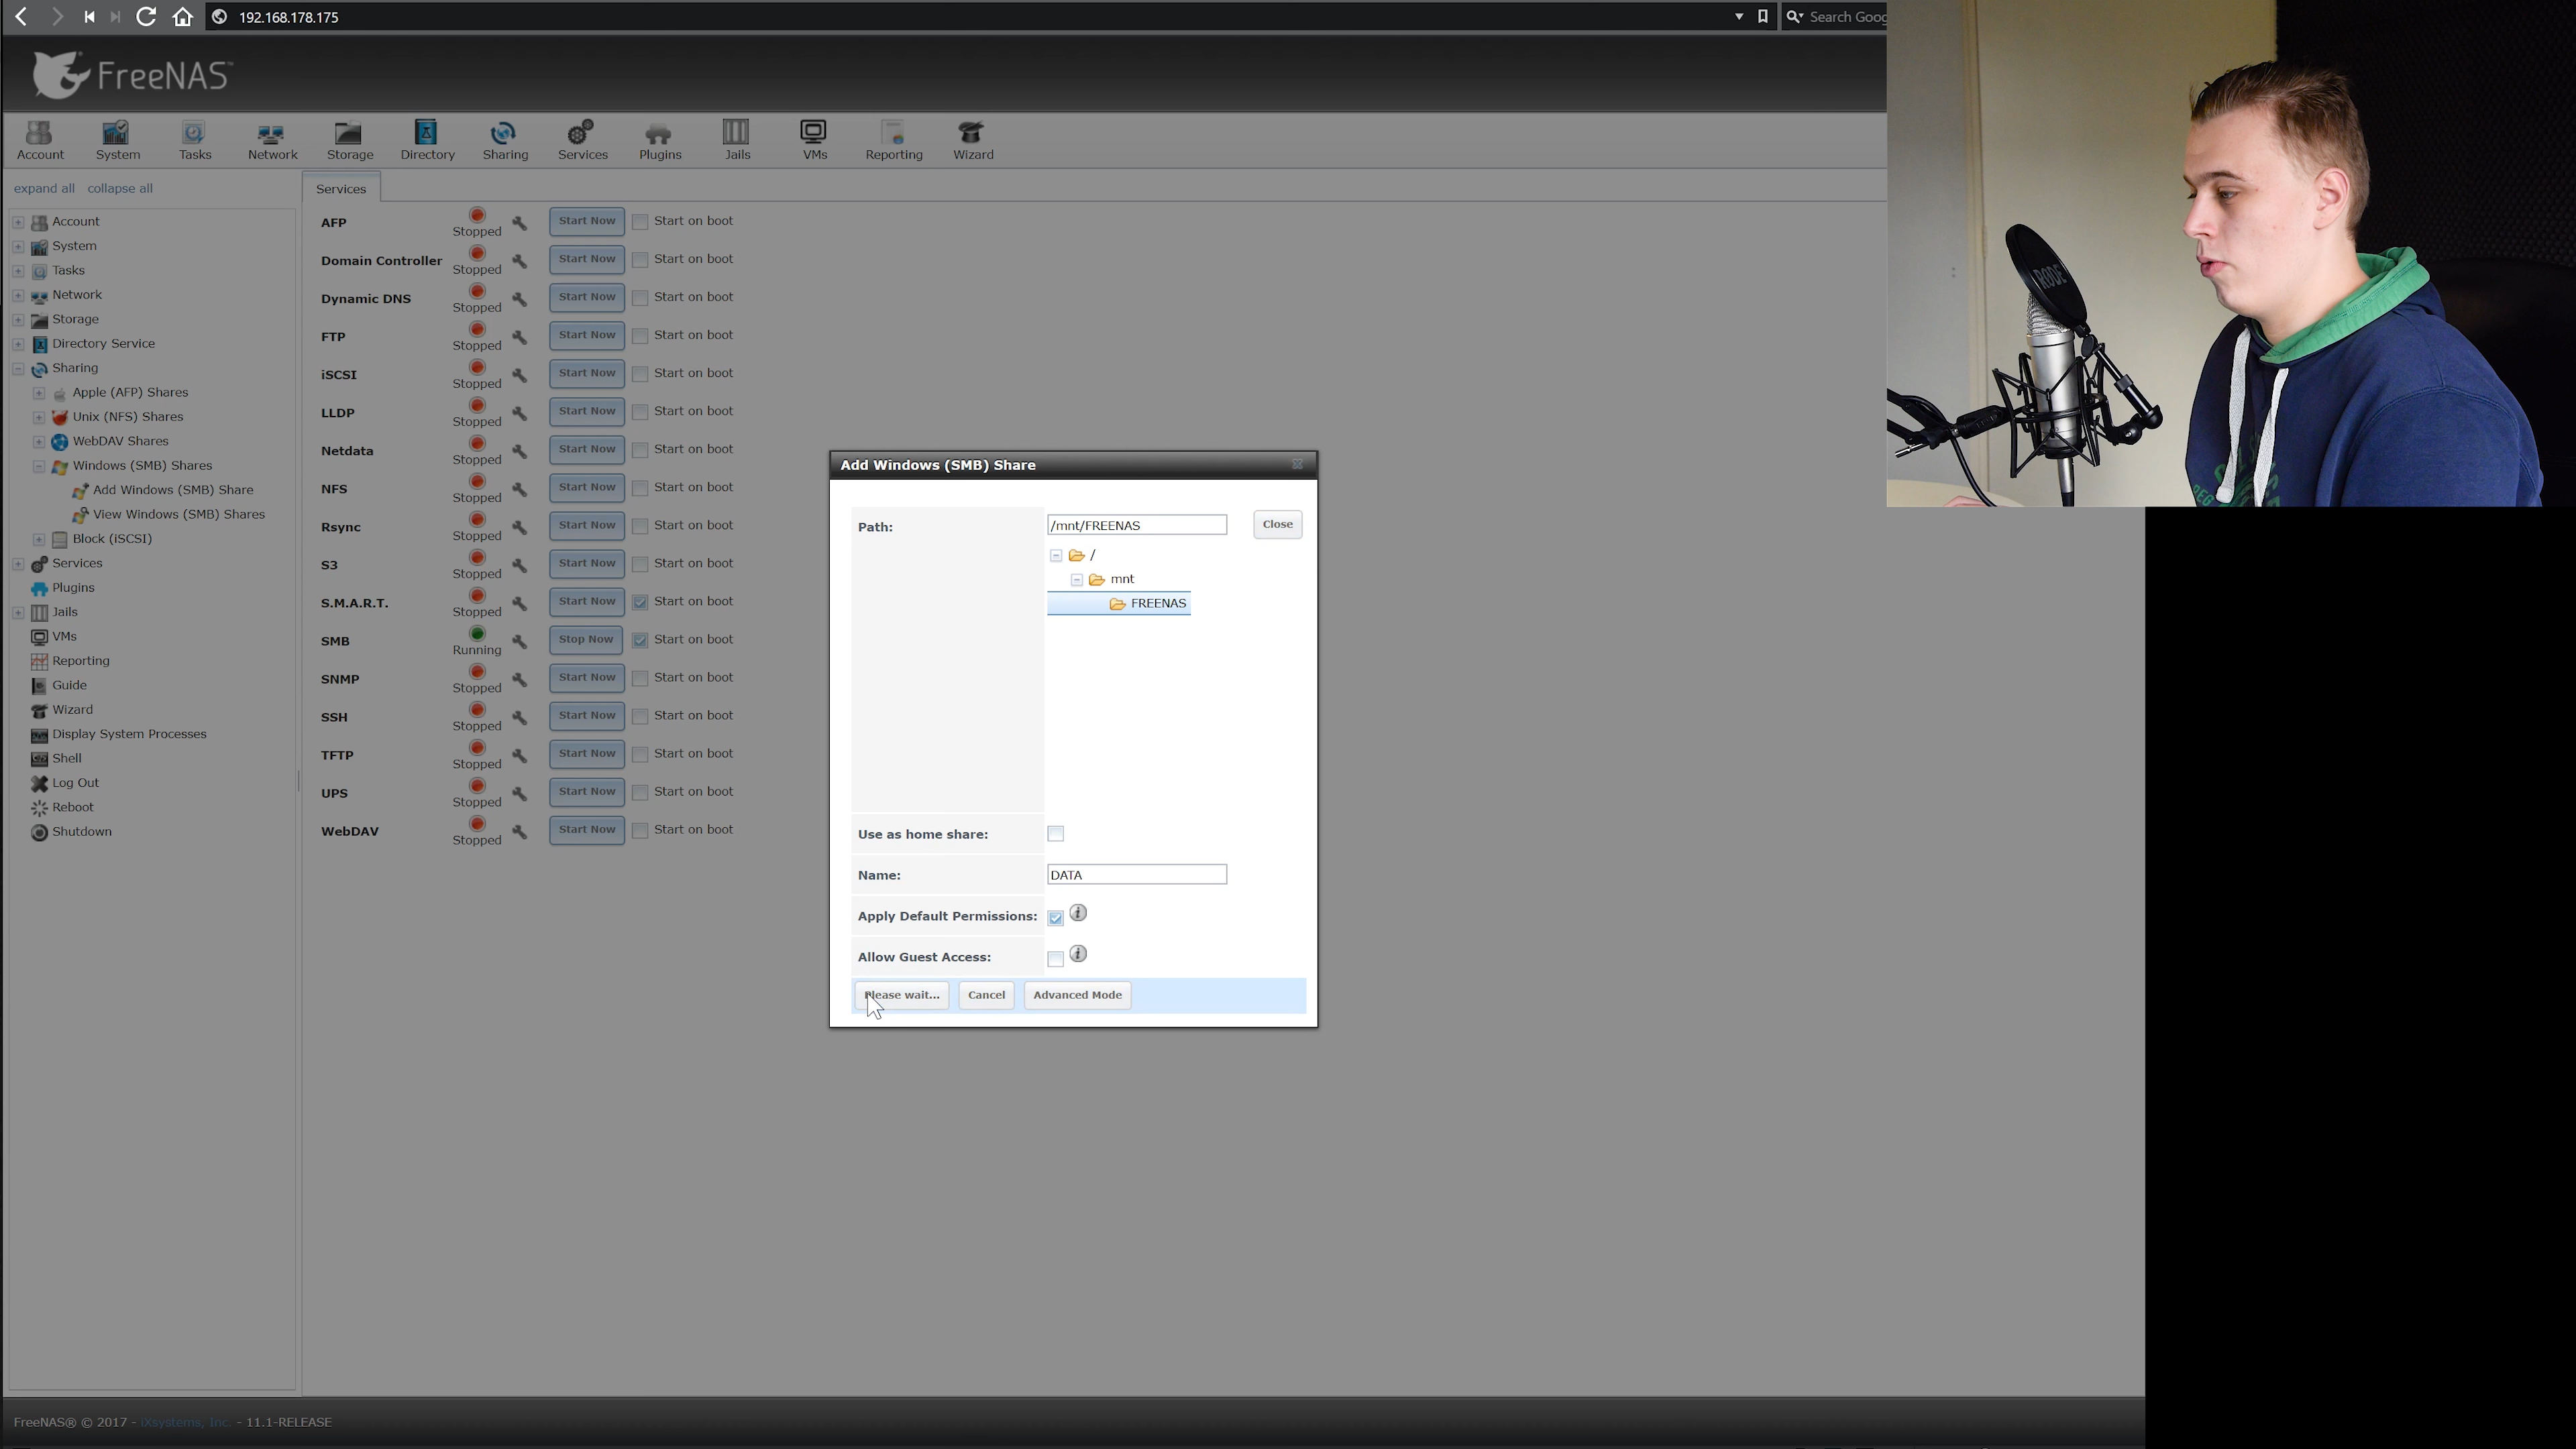 192.168.178.175
Search Goog
FreeNAS™
Account System Tasks Network Storage Directory Sharing Services Plugins Jails VMs Reporting Wizard
expand all collapse all
Account
System
Tasks
Network
Storage
Directory Service
Sharing
Apple (AFP) Shares
Unix (NFS) Shares
WebDAV Shares
Windows (SMB) Shares
Add Windows (SMB) Share
View Windows (SMB) Shares
Block (iSCSI)
Services
Plugins
Jails
VMs
Reporting
Guide
Wizard
Display System Processes
Shell
Log Out
Reboot
Shutdown
Services
AFP Stopped Start Now Start on boot
Domain Controller Stopped Start Now Start on boot
Dynamic DNS Stopped Start Now Start on boot
FTP Stopped Start Now Start on boot
iSCSI Stopped Start Now Start on boot
LLDP Stopped Start Now Start on boot
Netdata Stopped Start Now Start on boot
NFS Stopped Start Now Start on boot
Rsync Stopped Start Now Start on boot
S3 Stopped Start Now Start on boot
S.M.A.R.T. Stopped Start Now Start on boot
SMB Running Stop Now Start on boot
SNMP Stopped Start Now Start on boot
SSH Stopped Start Now Start on boot
TFTP Stopped Start Now Start on boot
UPS Stopped Start Now Start on boot
WebDAV Stopped Start Now Start on boot
Add Windows (SMB) Share
Path: /mnt/FREENAS Close
/
mnt
FREENAS
Use as home share:
Name: DATA
Apply Default Permissions:
Allow Guest Access:
Please wait... Cancel Advanced Mode
RØDE
FreeNAS® © 2017 - iXsystems, Inc. - 11.1-RELEASE